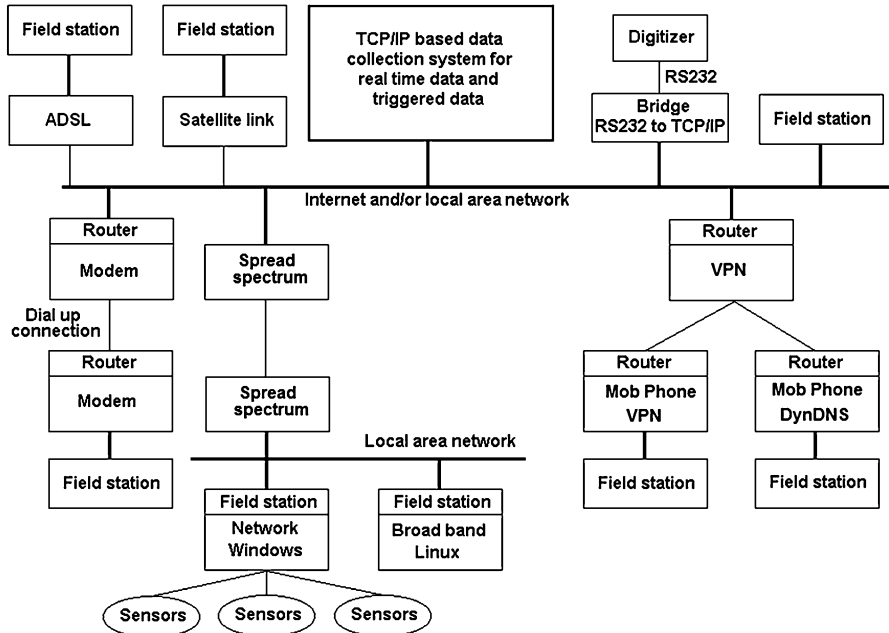 Field station
Field station
TCP/IP based data
collection system for
real time data and
triggered data
Digitizer
RS232
ADSL
Satellite link
Bridge
RS232 to TCP/IP
Field station
Internet and/or local area network
Router
Modem
Spread
spectrum
Router
VPN
Dial up
connection
Router
Modem
Spread
spectrum
Router
Mob Phone
VPN
Router
Mob Phone
DynDNS
Local area network
Field station
Field station
Network
Windows
Field station
Broad band
Linux
Field station
Field station
Sensors
Sensors
Sensors